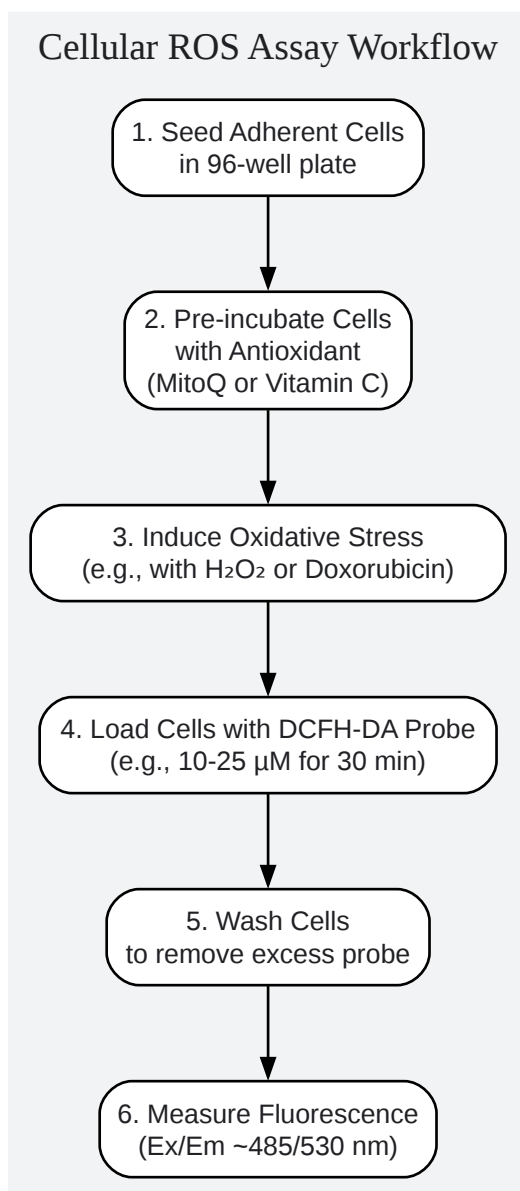 Cellular ROS Assay Workflow
1. Seed Adherent Cells
in 96-well plate
2. Pre-incubate Cells
with Antioxidant
(MitoQ or Vitamin C)
3. Induce Oxidative Stress
(e.g., with H₂O₂ or Doxorubicin)
4. Load Cells with DCFH-DA Probe
(e.g., 10-25 µM for 30 min)
5. Wash Cells
to remove excess probe
6. Measure Fluorescence
(Ex/Em ~485/530 nm)